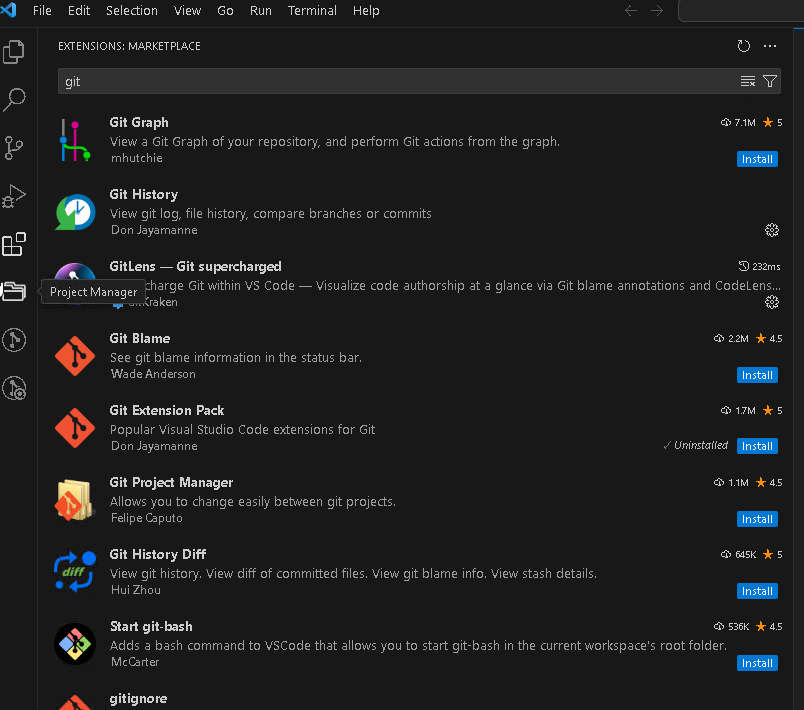 File Edit Selection View Go Run Terminal Help
EXTENSIONS: MARKETPLACE
git
Git Graph 7.1M 5
View a Git Graph of your repository, and perform Git actions from the graph.
mhutchie Install
Git History
View git log, file history, compare branches or commits
Don Jayamanne
GitLens — Git supercharged 232ms
charge Git within VS Code — Visualize code authorship at a glance via Git blame annotations and CodeLens...
Project Manager
Kraken
Git Blame 2.2M 4.5
See git blame information in the status bar.
Wade Anderson Install
Git Extension Pack 1.7M 5
Popular Visual Studio Code extensions for Git
Don Jayamanne ✓ Uninstalled Install
Git Project Manager 1.1M 4.5
Allows you to change easily between git projects.
Felipe Caputo Install
diff
Git History Diff 645K 5
View git history. View diff of committed files. View git blame info. View stash details.
Hui Zhou Install
Start git-bash 536K 4.5
Adds a bash command to VSCode that allows you to start git-bash in the current workspace's root folder.
McCarter Install
gitignore